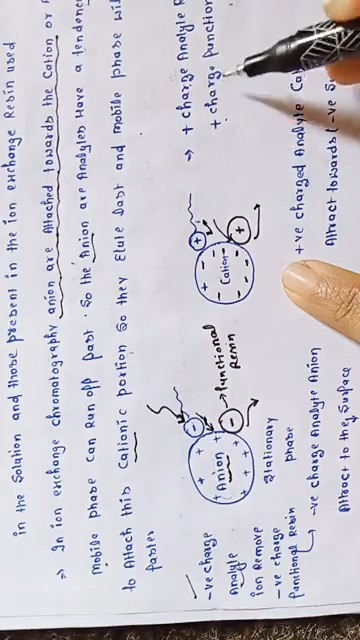 in the Solution and those present in the ion exchange Resin used
⇒ In ion exchange chromatography anion are Attached towards the Cation or
mobile phase can Run off fast. So the Anion are Analytes Have a tendenc
to Attach this cationic portion So they Elute Last and mobile phase wil
faster
-ve charge
Analyte
ion Remove
-ve charge
functional Resin
-ve charge Analyte Anion
Attract to the Surface
Anion
functional
Resin
Stationary
phase
Cation
→ + charge Analyte R
+ charge function
+ve charged Analyte Cat
Attract towards (-ve S